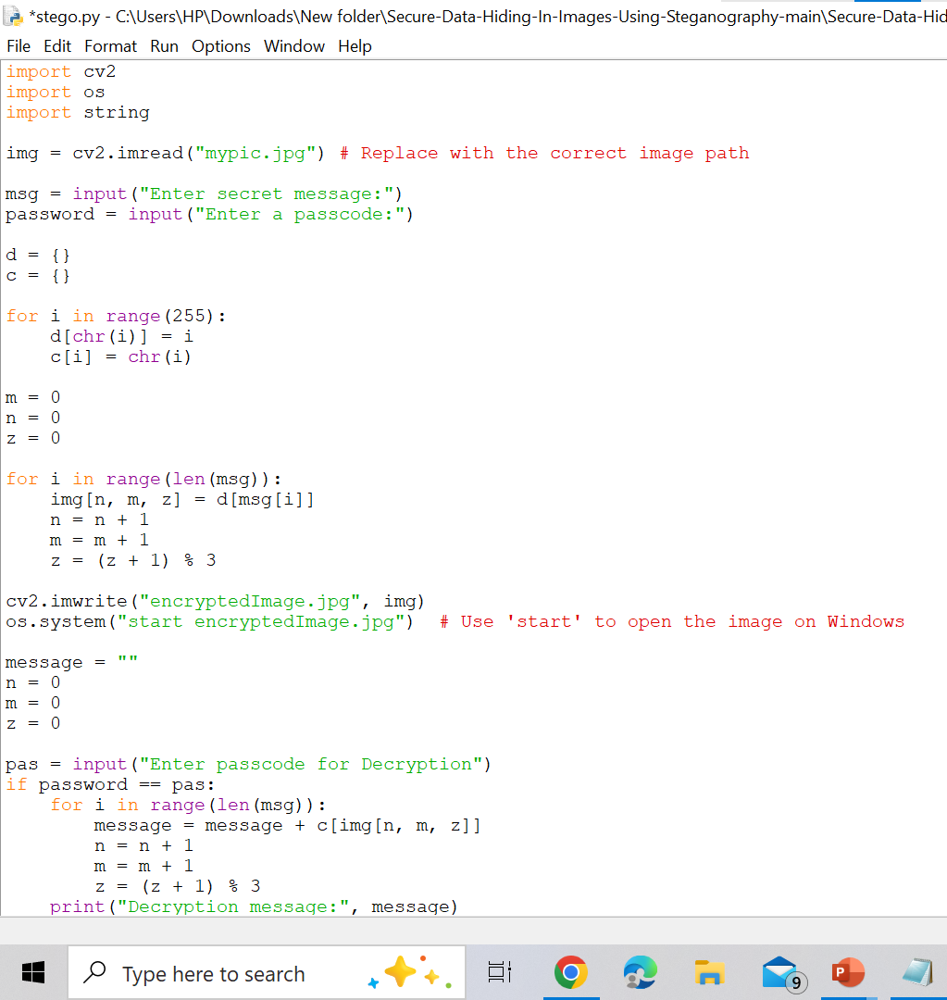 *stego.py - C:\Users\HP\Downloads\New folder\Secure-Data-Hiding-In-Images-Using-Steganography-main\Secure-Data-Hid
File Edit Format Run Options Window Help
import cv2
import os
import string

img = cv2.imread("mypic.jpg") # Replace with the correct image path

msg = input("Enter secret message:")
password = input("Enter a passcode:")

d = {}
c = {}

for i in range(255):
    d[chr(i)] = i
    c[i] = chr(i)

m = 0
n = 0
z = 0

for i in range(len(msg)):
    img[n, m, z] = d[msg[i]]
    n = n + 1
    m = m + 1
    z = (z + 1) % 3

cv2.imwrite("encryptedImage.jpg", img)
os.system("start encryptedImage.jpg")  # Use 'start' to open the image on Windows

message = ""
n = 0
m = 0
z = 0

pas = input("Enter passcode for Decryption")
if password == pas:
    for i in range(len(msg)):
        message = message + c[img[n, m, z]]
        n = n + 1
        m = m + 1
        z = (z + 1) % 3
    print("Decryption message:", message)
Type here to search
9
P